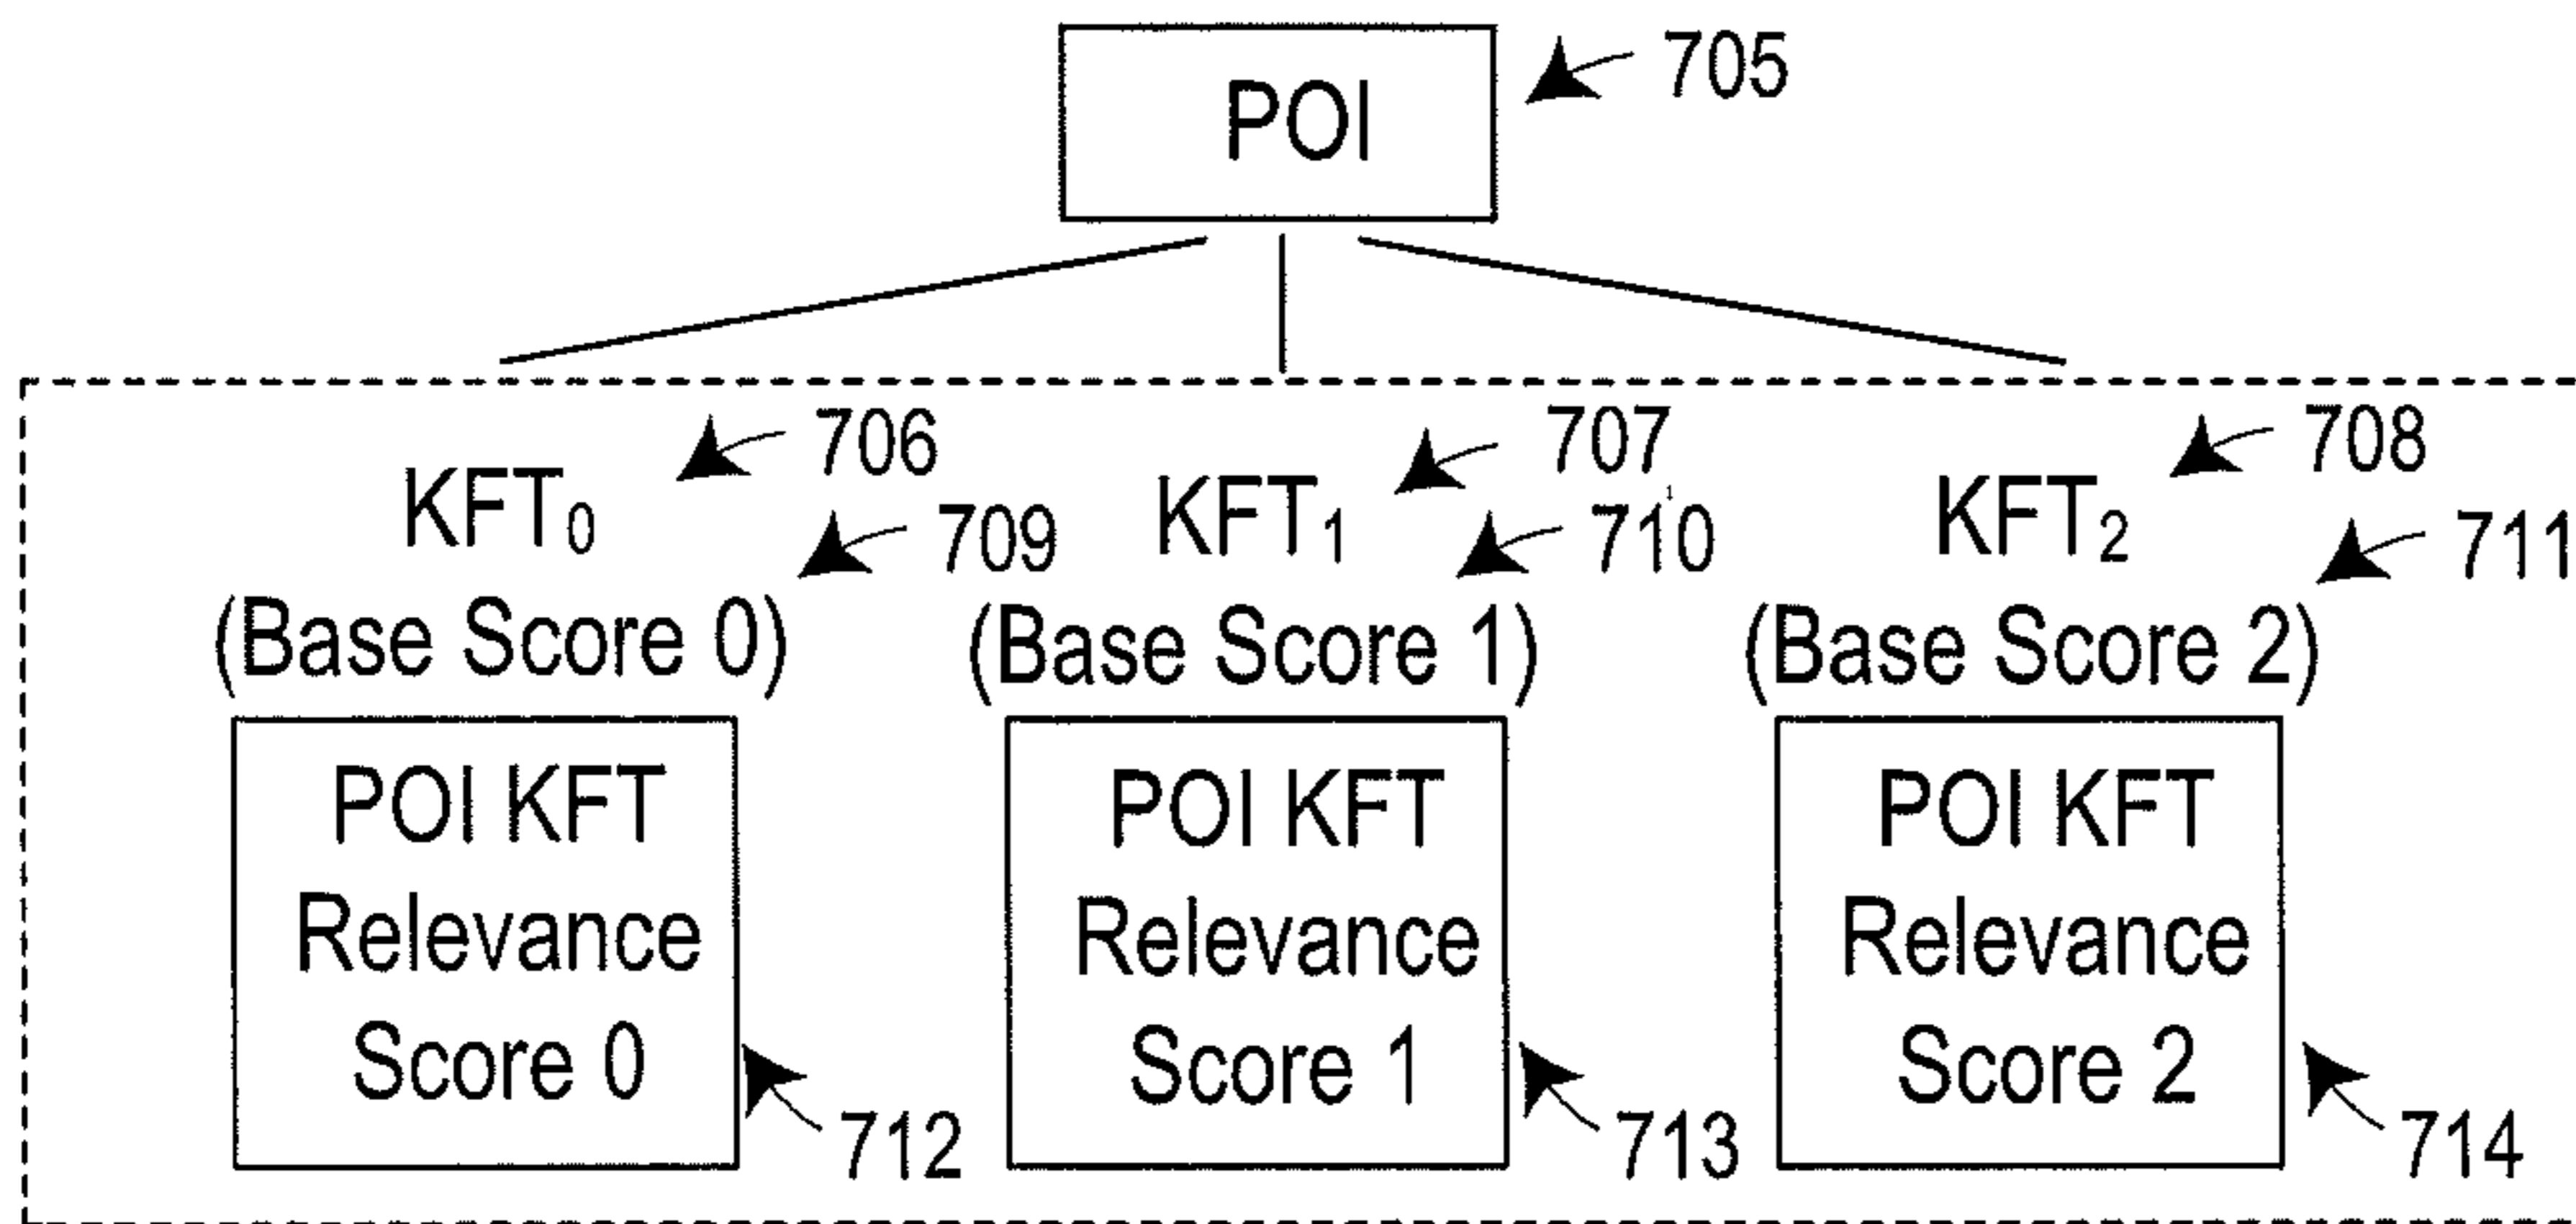 POI
705
706
707
708
KFT₀
KFT₁
KFT₂
709
710
711
(Base Score 0)
(Base Score 1)
(Base Score 2)
POI KFT
Relevance
Score 0
712
POI KFT
Relevance
Score 1
713
POI KFT
Relevance
Score 2
714